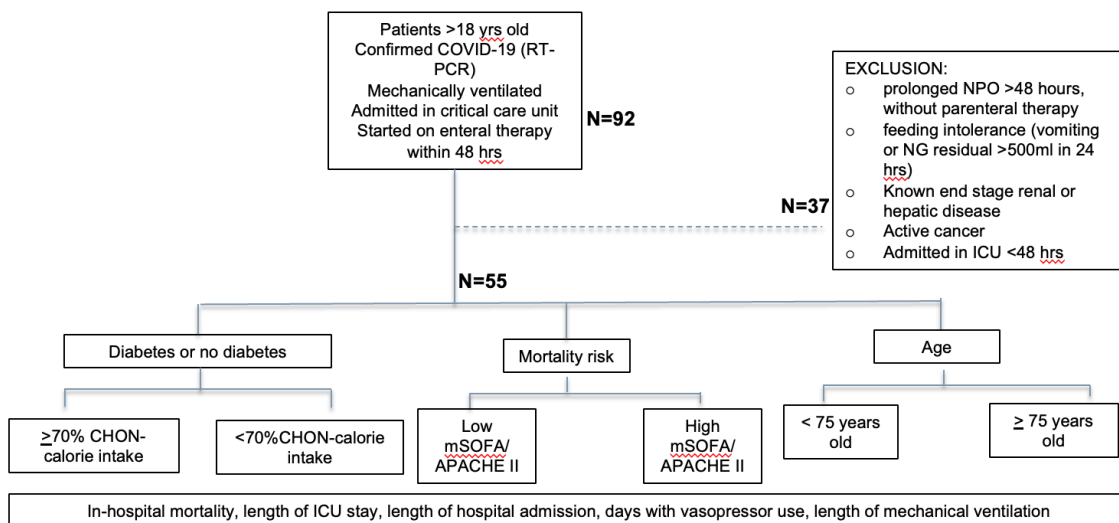 Patients >18 yrs old
Confirmed COVID-19 (RT-
PCR)
Mechanically ventilated
Admitted in critical care unit
Started on enteral therapy
within 48 hrs
N=92
EXCLUSION:
o prolonged NPO >48 hours,
without parenteral therapy
o feeding intolerance (vomiting
or NG residual >500ml in 24
hrs)
o Known end stage renal or
hepatic disease
o Active cancer
o Admitted in ICU <48 hrs
N=37
N=55
Diabetes or no diabetes
Mortality risk
Age
≥70% CHON-
calorie intake
<70%CHON-calorie
intake
Low
mSOFA/
APACHE II
High
mSOFA/
APACHE II
< 75 years
old
≥ 75 years
old
In-hospital mortality, length of ICU stay, length of hospital admission, days with vasopressor use, length of mechanical ventilation